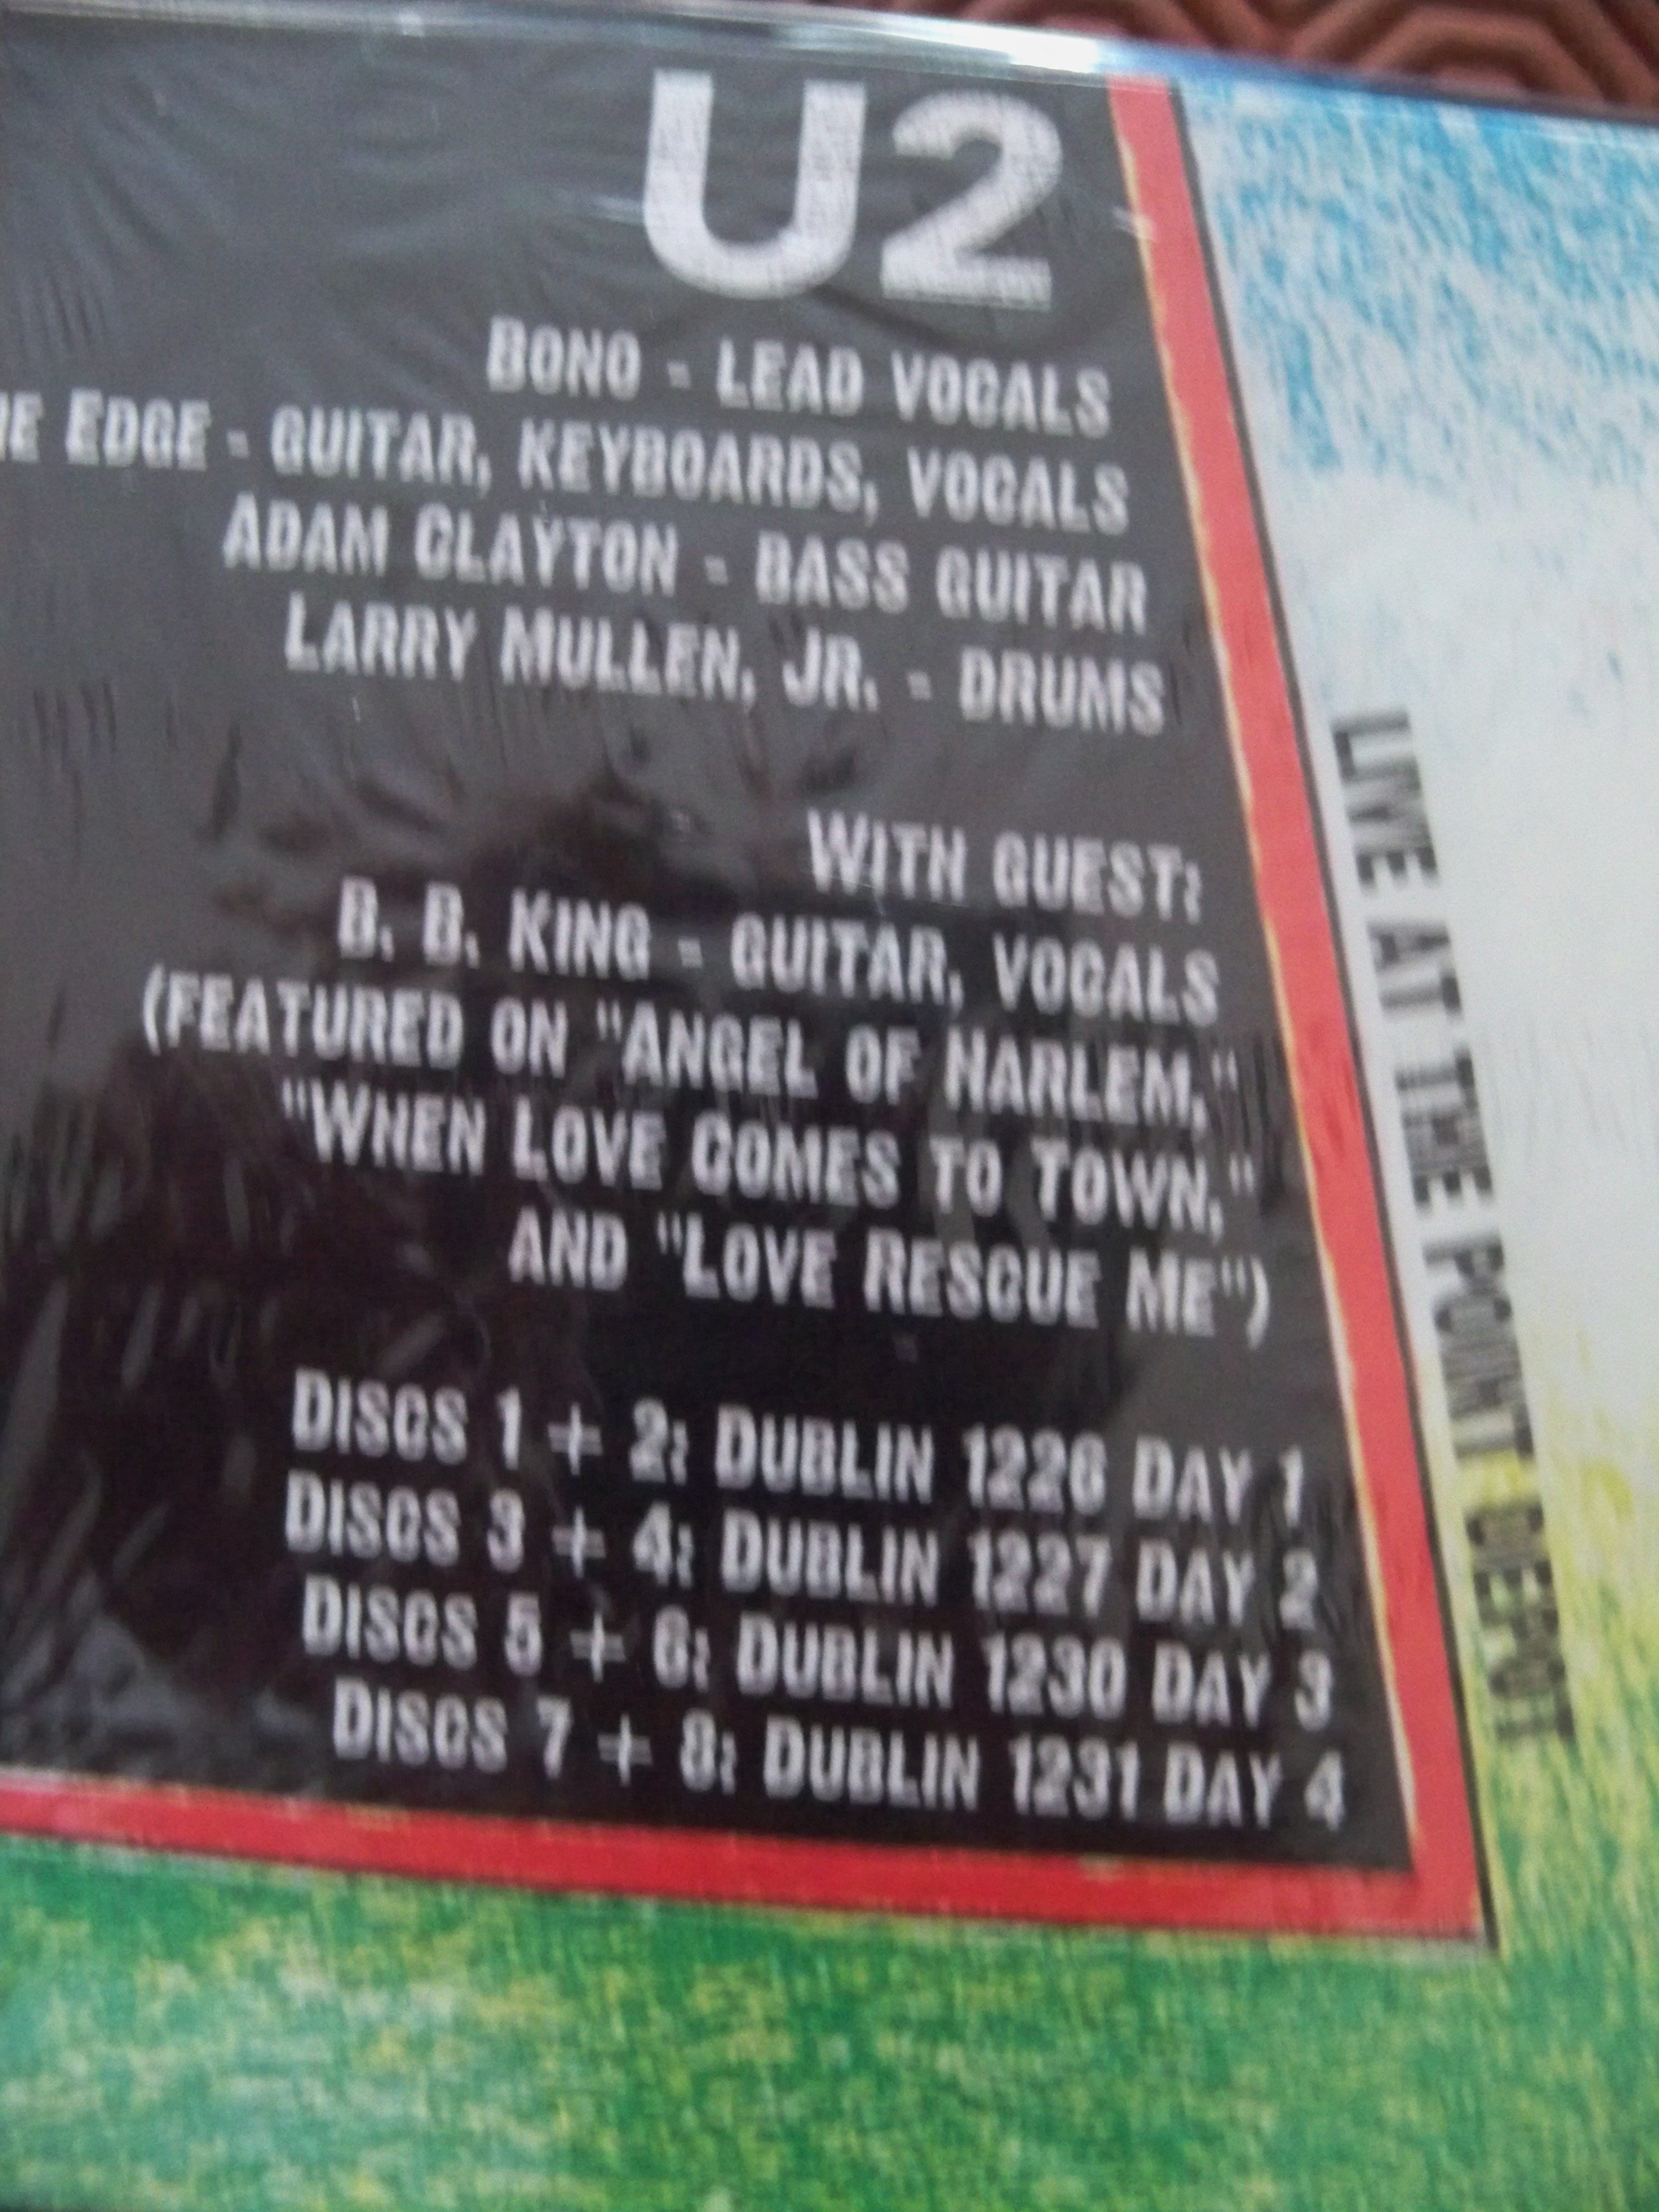 U2
BONO - LEAD VOCALS
HE EDGE - GUITAR, KEYBOARDS, VOCALS
ADAM CLAYTON - BASS GUITAR
LARRY MULLEN, JR. - DRUMS
WITH GUEST:
B. B. KING - GUITAR, VOCALS
(FEATURED ON "ANGEL OF HARLEM,"
"WHEN LOVE COMES TO TOWN,"
AND "LOVE RESCUE ME")
DISCS 1 + 2: DUBLIN 1226 DAY 1
DISCS 3 + 4: DUBLIN 1227 DAY 2
DISCS 5 + 6: DUBLIN 1230 DAY 3
DISCS 7 + 8: DUBLIN 1231 DAY 4
LIVE AT THE POINT DEPOT